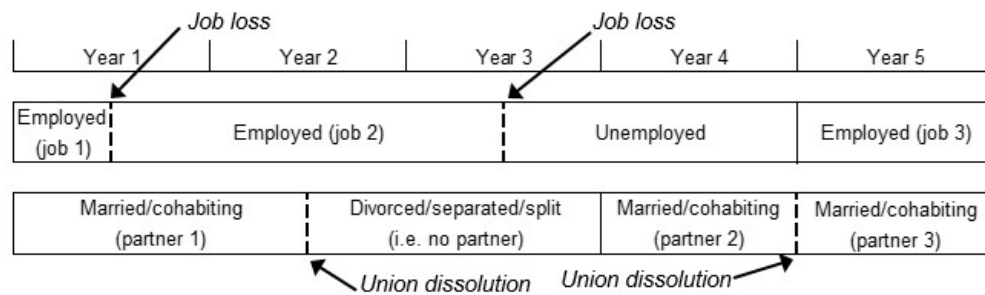 Job loss
Job loss
Year 1
Year 2
Year 3
Year 4
Year 5
Employed
(job 1)
Employed (job 2)
Unemployed
Employed (job 3)
Married/cohabiting
(partner 1)
Divorced/separated/split
(i.e. no partner)
Married/cohabiting
(partner 2)
Married/cohabiting
(partner 3)
Union dissolution
Union dissolution